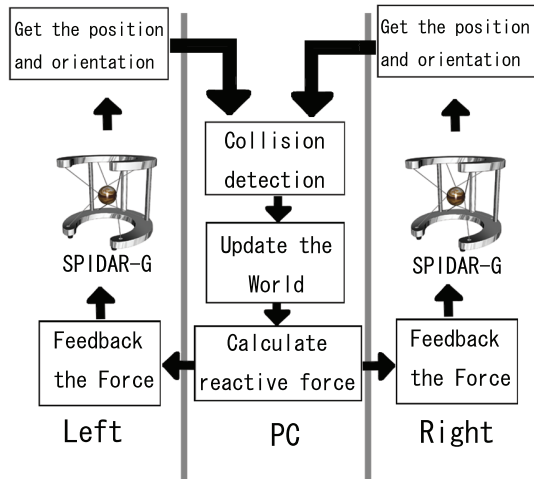 Get the position
and orientation
SPIDAR-G
Feedback
the Force
Left
Collision
detection
Update the
World
Calculate
reactive force
PC
Get the position
and orientation
SPIDAR-G
Feedback
the Force
Right